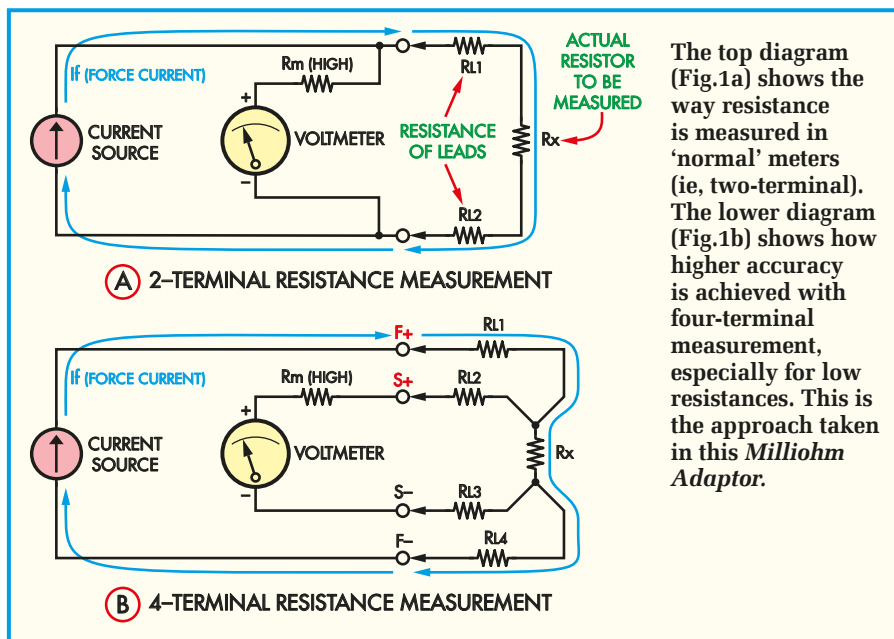 If (FORCE CURRENT)
Rm (HIGH)
RL1
ACTUAL
RESISTOR
TO BE
MEASURED
+
CURRENT
SOURCE
VOLTMETER
RESISTANCE
OF LEADS
Rx
–
RL2
A 2–TERMINAL RESISTANCE MEASUREMENT
F+
RL1
If (FORCE CURRENT)
Rm (HIGH)
S+
RL2
+
CURRENT
SOURCE
VOLTMETER
Rx
–
S–
RL3
F–
RL4
B 4–TERMINAL RESISTANCE MEASUREMENT
The top diagram
(Fig.1a) shows the
way resistance
is measured in
‘normal’ meters
(ie, two-terminal).
The lower diagram
(Fig.1b) shows how
higher accuracy
is achieved with
four-terminal
measurement,
especially for low
resistances. This is
the approach taken
in this Milliohm
Adaptor.